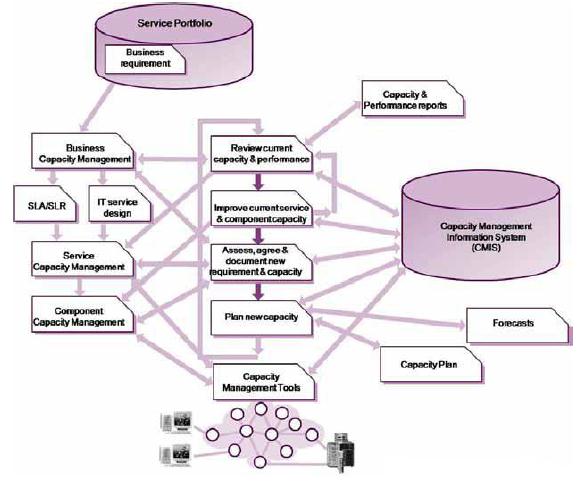 Service Portfolio
Business
requirement
Capacity &
Performance reports
Business
Capacity Management
Review current
capacity & performance
SLA/SLR
IT service
design
Improve current service
& component capacity
Capacity Management
Information System
(CMIS)
Service
Capacity Management
Assess, agree &
document new
requirement & capacity
Component
Capacity Management
Plan new capacity
Forecasts
Capacity Plan
Capacity
Management Tools